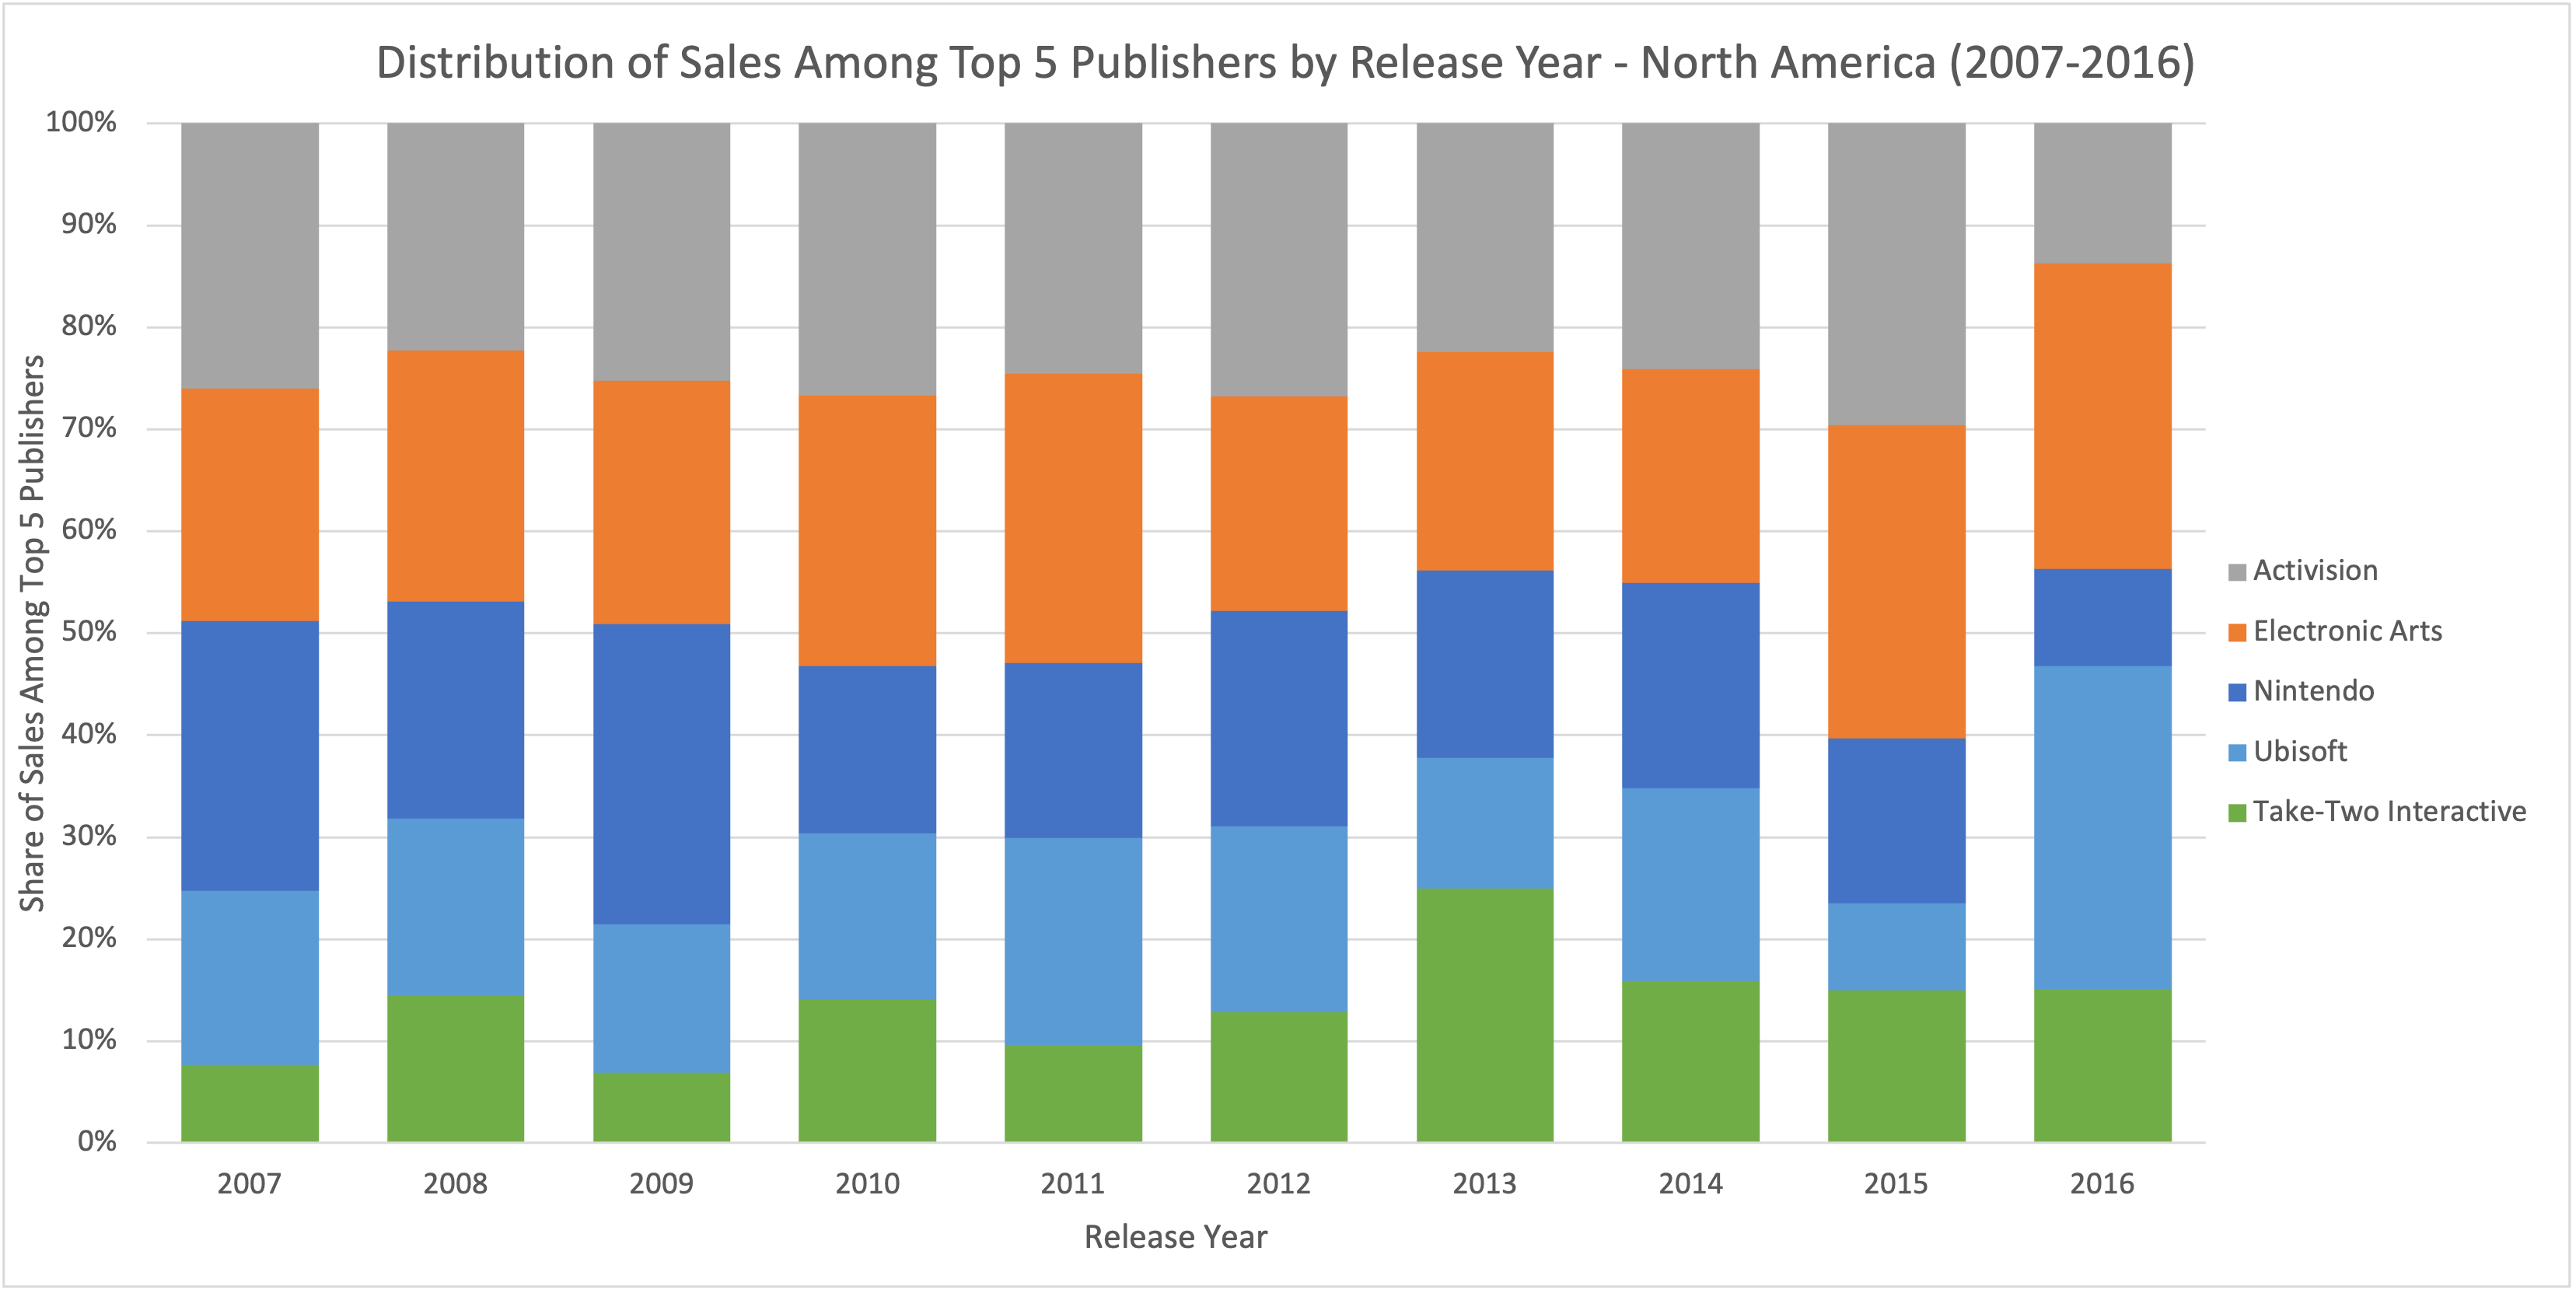 Distribution of Sales Among Top 5 Publishers by Release Year - North America (2007-2016)
Share of Sales Among Top 5 Publishers
100%
90%
80%
70%
60%
50%
40%
30%
20%
10%
0%
2007 2008 2009 2010 2011 2012 2013 2014 2015 2016
Release Year
Activision
Electronic Arts
Nintendo
Ubisoft
Take-Two Interactive